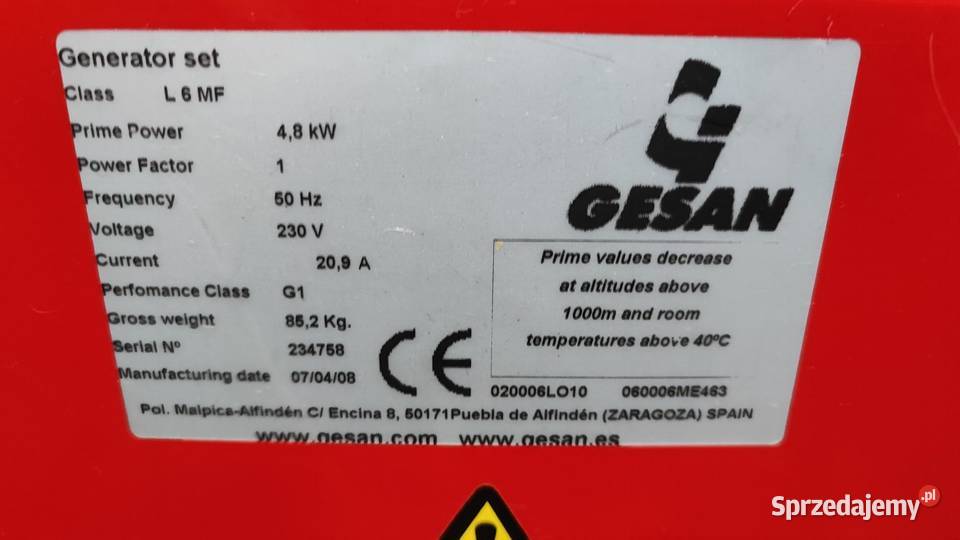 Generator set
Class L 6 MF
Prime Power 4,8 kW
Power Factor 1
Frequency 50 Hz
Voltage 230 V
Current 20,9 A
Perfomance Class G1
Gross weight 85,2 Kg.
Serial Nº 234758
Manufacturing date 07/04/08
GESAN
Prime values decrease
at altitudes above
1000m and room
temperatures above 40ºC
CE
020006LO10 060006ME463
Pol. Malpica-Alfindén C/ Encina 8, 50171Puebla de Alfindén (ZARAGOZA) SPAIN
www.gesan.com www.gesan.es
Sprzedajemy.pl